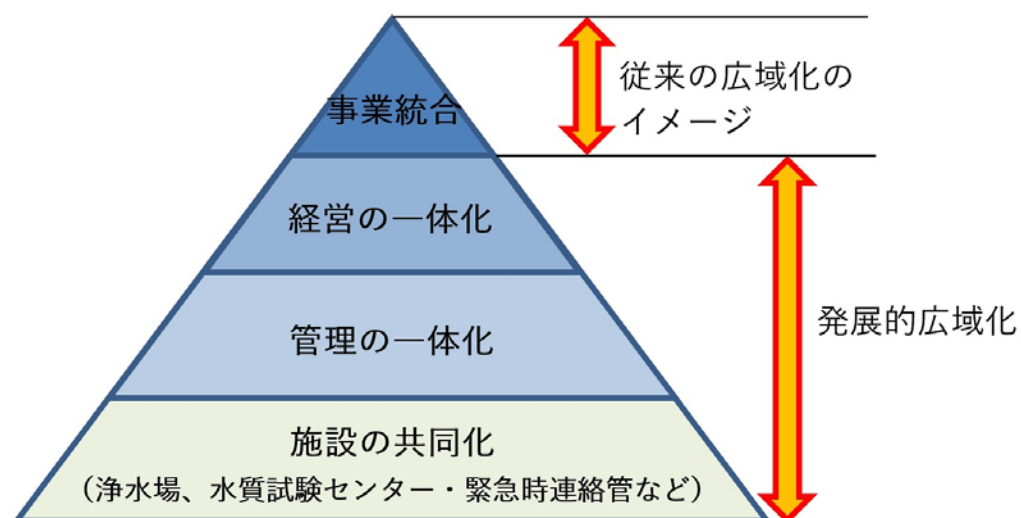 事業統合
従来の広域化の
イメージ
経営の一体化
管理の一体化
発展的広域化
施設の共同化
（浄水場、水質試験センター・緊急時連絡管など）